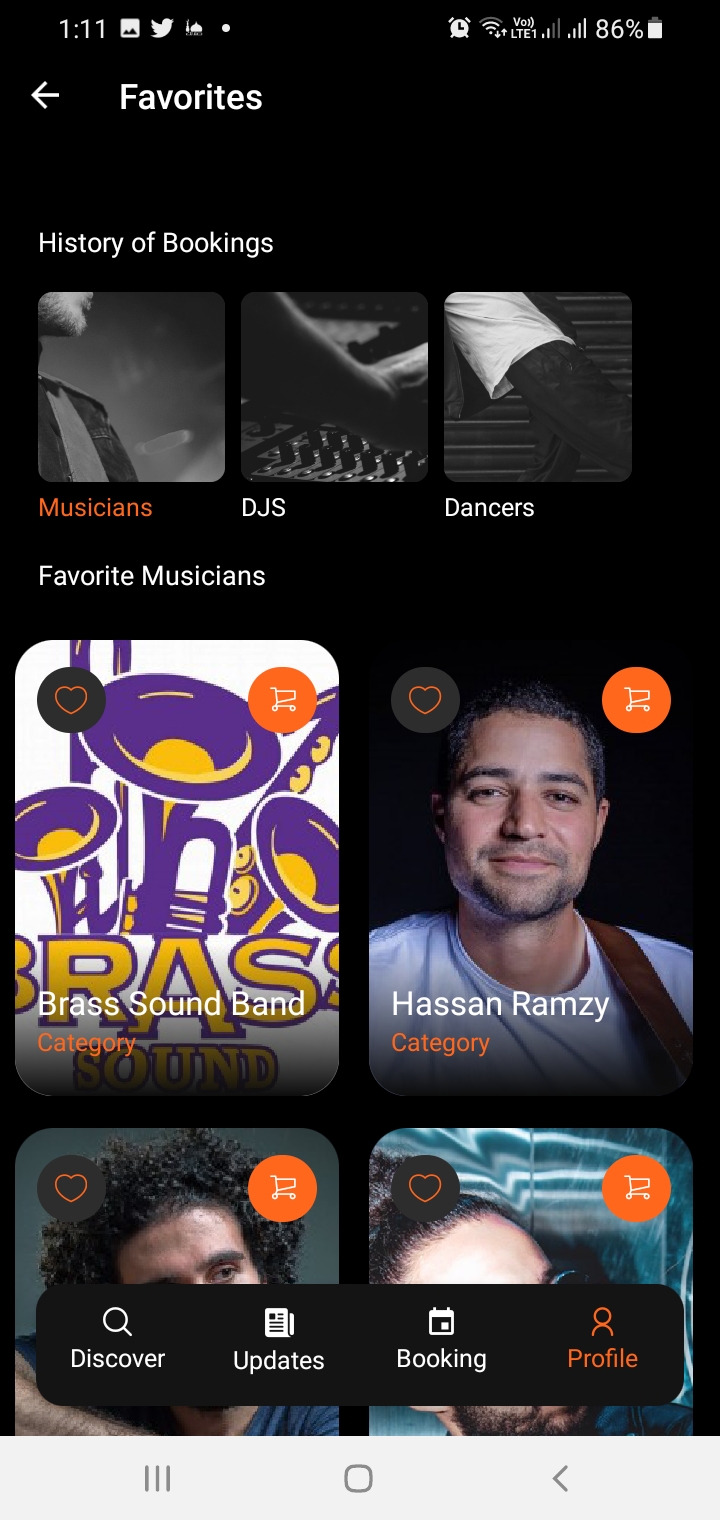 1:11
Vo)) LTE1 86%
Favorites
History of Bookings
Musicians
DJS
Dancers
Favorite Musicians
BRASS
SOUND
Brass Sound Band
Category
Hassan Ramzy
Category
Discover
Updates
Booking
Profile